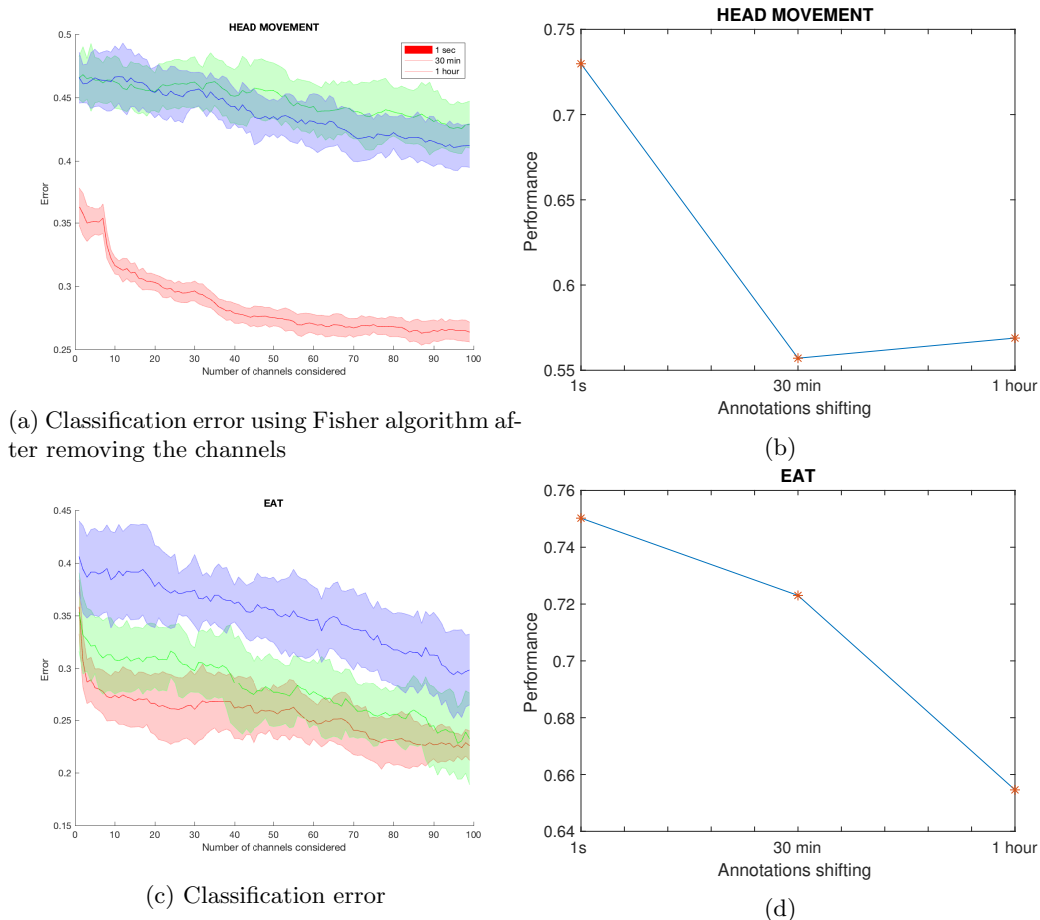 HEAD MOVEMENT
0.5
0.45
0.4
0.35
0.3
0.25
Error
1 sec
30 min
1 hour
0 10 20 30 40 50 60 70 80 90 100
Number of channels considered
(a) Classification error using Fisher algorithm af-
ter removing the channels
HEAD MOVEMENT
0.75
0.7
0.65
0.6
0.55
Performance
1s 30 min 1 hour
Annotations shifting
(b)
EAT
0.45
0.4
0.35
0.3
0.25
0.2
0.15
Error
0 10 20 30 40 50 60 70 80 90 100
Number of channels considered
(c) Classification error
EAT
0.76
0.74
0.72
0.7
0.68
0.66
0.64
Performance
1s 30 min 1 hour
Annotations shifting
(d)